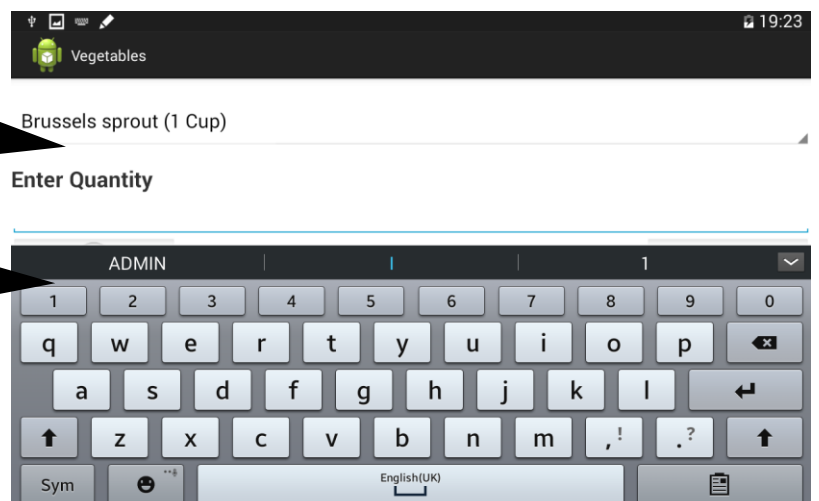 19:23
Vegetables
Brussels sprout (1 Cup)
Enter Quantity
ADMIN I 1
1 2 3 4 5 6 7 8 9 0
q w e r t y u i o p
a s d f g h j k l
z x c v b n m ,! .?
Sym English(UK)